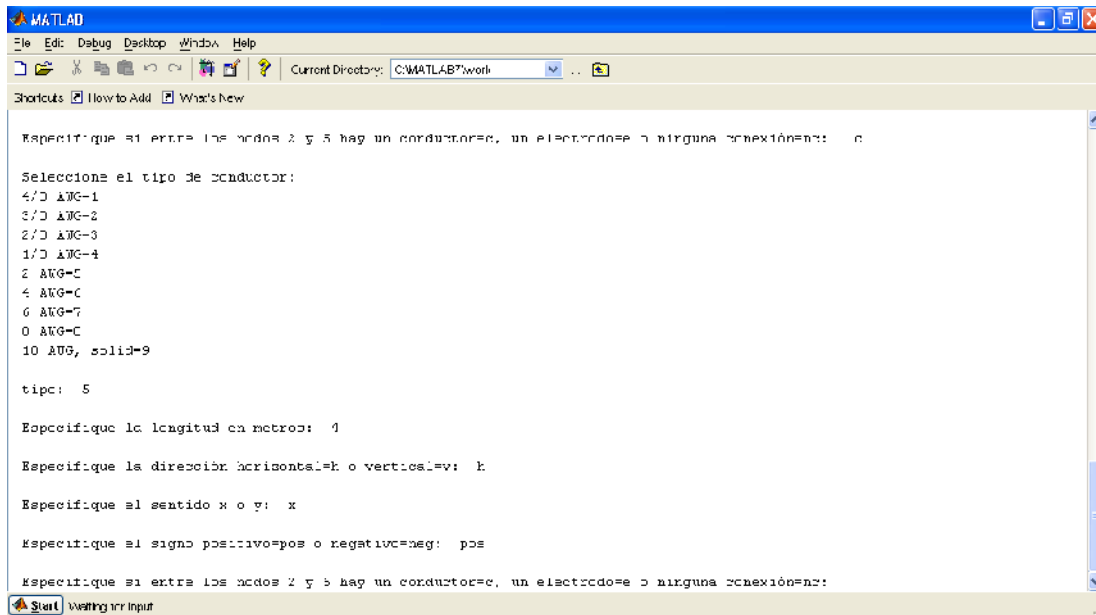 MATLAB
File Edit Debug Desktop Window Help
Current Directory: C:\MATLAB7\work
Shortcuts How to Add What's New
Especifique si entre los nodos 2 y 5 hay un conductor=c, un electrodo=e o ninguna conexión=nc: c
Seleccione el tipo de conductor:
4/0 AWG=1
3/0 AWG=2
2/0 AWG=3
1/0 AWG=4
2 AWG=5
4 AWG=6
6 AWG=7
8 AWG=8
10 AWG, solid=9
tipo: 5
Especifique la longitud en metros: 4
Especifique la dirección horisontal=h o vertical=v: h
Especifique el sentido x o y: x
Especifique el signo positivo=pos o negativo=neg: pos
Especifique si entre los nodos 2 y 6 hay un conductor=c, un electrodo=e o ninguna conexión=nc:
Start Waiting for input